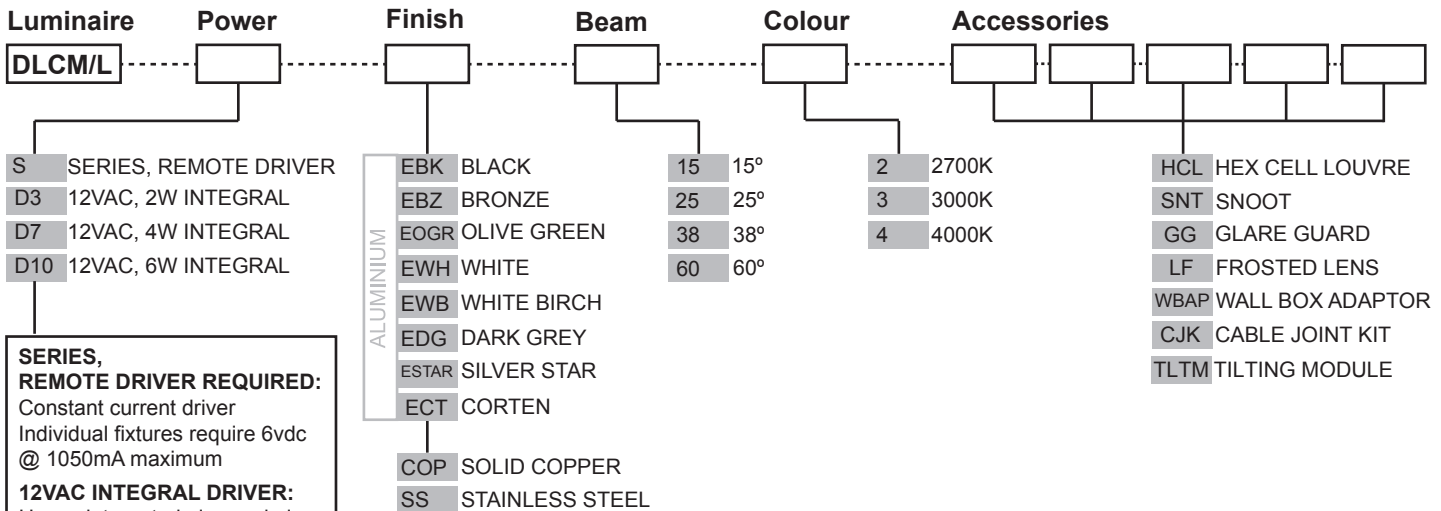 Luminaire Power Finish Beam Colour Accessories
DLCM/L
S SERIES, REMOTE DRIVER
D3 12VAC, 2W INTEGRAL
D7 12VAC, 4W INTEGRAL
D10 12VAC, 6W INTEGRAL
SERIES,
REMOTE DRIVER REQUIRED:
Constant current driver
Individual fixtures require 6vdc
@ 1050mA maximum
12VAC INTEGRAL DRIVER:
ALUMINIUM
EBK BLACK
EBZ BRONZE
EOGR OLIVE GREEN
EWH WHITE
EWB WHITE BIRCH
EDG DARK GREY
ESTAR SILVER STAR
ECT CORTEN
COP SOLID COPPER
SS STAINLESS STEEL
15 15º
25 25º
38 38º
60 60º
2 2700K
3 3000K
4 4000K
HCL HEX CELL LOUVRE
SNT SNOOT
GG GLARE GUARD
LF FROSTED LENS
WBAP WALL BOX ADAPTOR
CJK CABLE JOINT KIT
TLTM TILTING MODULE